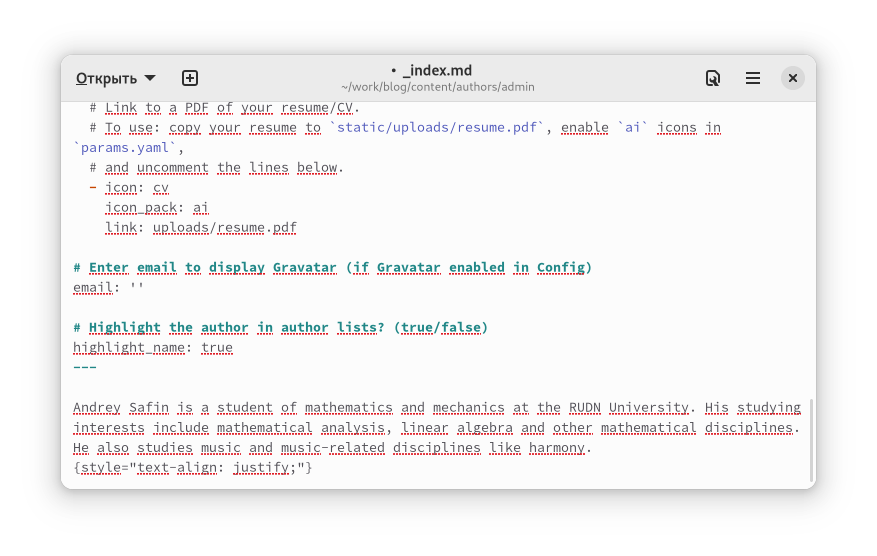 Открыть
• _index.md
~/work/blog/content/authors/admin
# Link to a PDF of your resume/CV.
# To use: copy your resume to `static/uploads/resume.pdf`, enable `ai` icons in
`params.yaml`,
# and uncomment the lines below.
- icon: cv
icon_pack: ai
link: uploads/resume.pdf
# Enter email to display Gravatar (if Gravatar enabled in Config)
email: ''
# Highlight the author in author lists? (true/false)
highlight_name: true
---
Andrey Safin is a student of mathematics and mechanics at the RUDN University. His studying
interests include mathematical analysis, linear algebra and other mathematical disciplines.
He also studies music and music-related disciplines like harmony.
{style="text-align: justify;"}